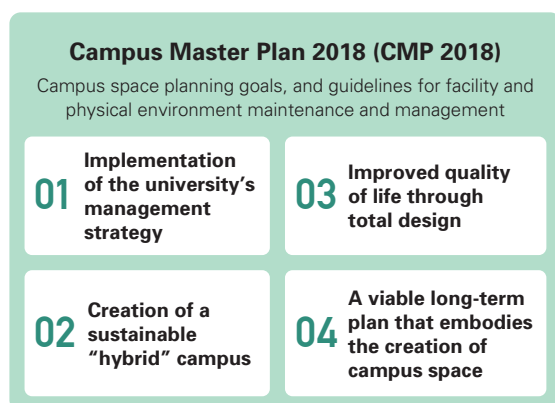 Campus Master Plan 2018 (CMP 2018)
Campus space planning goals, and guidelines for facility and
physical environment maintenance and management
01
Implementation
of the university’s
management
strategy
02
Creation of a
sustainable
“hybrid” campus
03
Improved quality
of life through
total design
04
A viable long-term
plan that embodies
the creation of
campus space